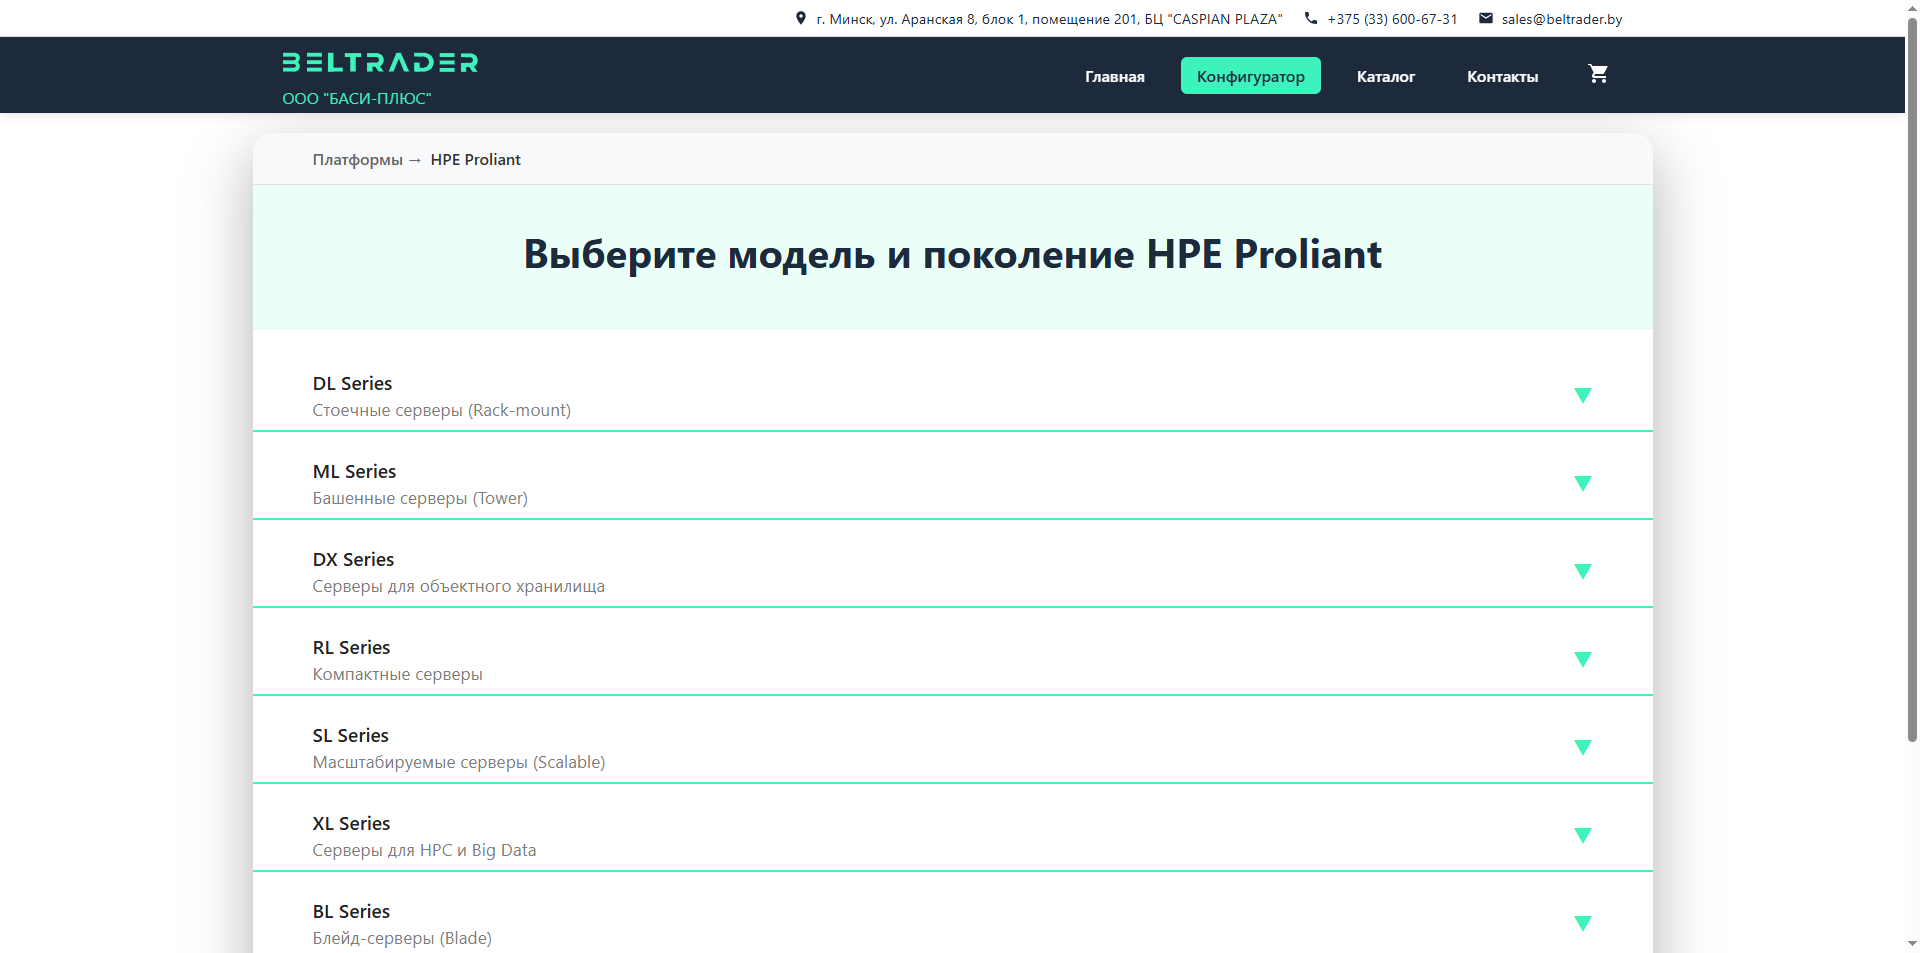 г. Минск, ул. Аранская 8, блок 1, помещение 201, БЦ "CASPIAN PLAZA" +375 (33) 600-67-31 sales@beltrader.by
BELTRADER
ООО "БАСИ-ПЛЮС"
Главная Конфигуратор Каталог Контакты
Платформы → HPE Proliant
Выберите модель и поколение HPE Proliant
DL Series
Стоечные серверы (Rack-mount)
ML Series
Башенные серверы (Tower)
DX Series
Серверы для объектного хранилища
RL Series
Компактные серверы
SL Series
Масштабируемые серверы (Scalable)
XL Series
Серверы для HPC и Big Data
BL Series
Блейд-серверы (Blade)